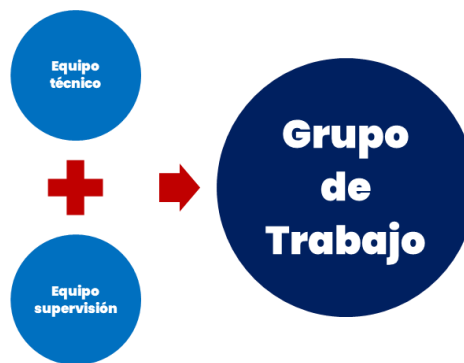 Equipo
técnico
Equipo
supervisión
Grupo
de
Trabajo